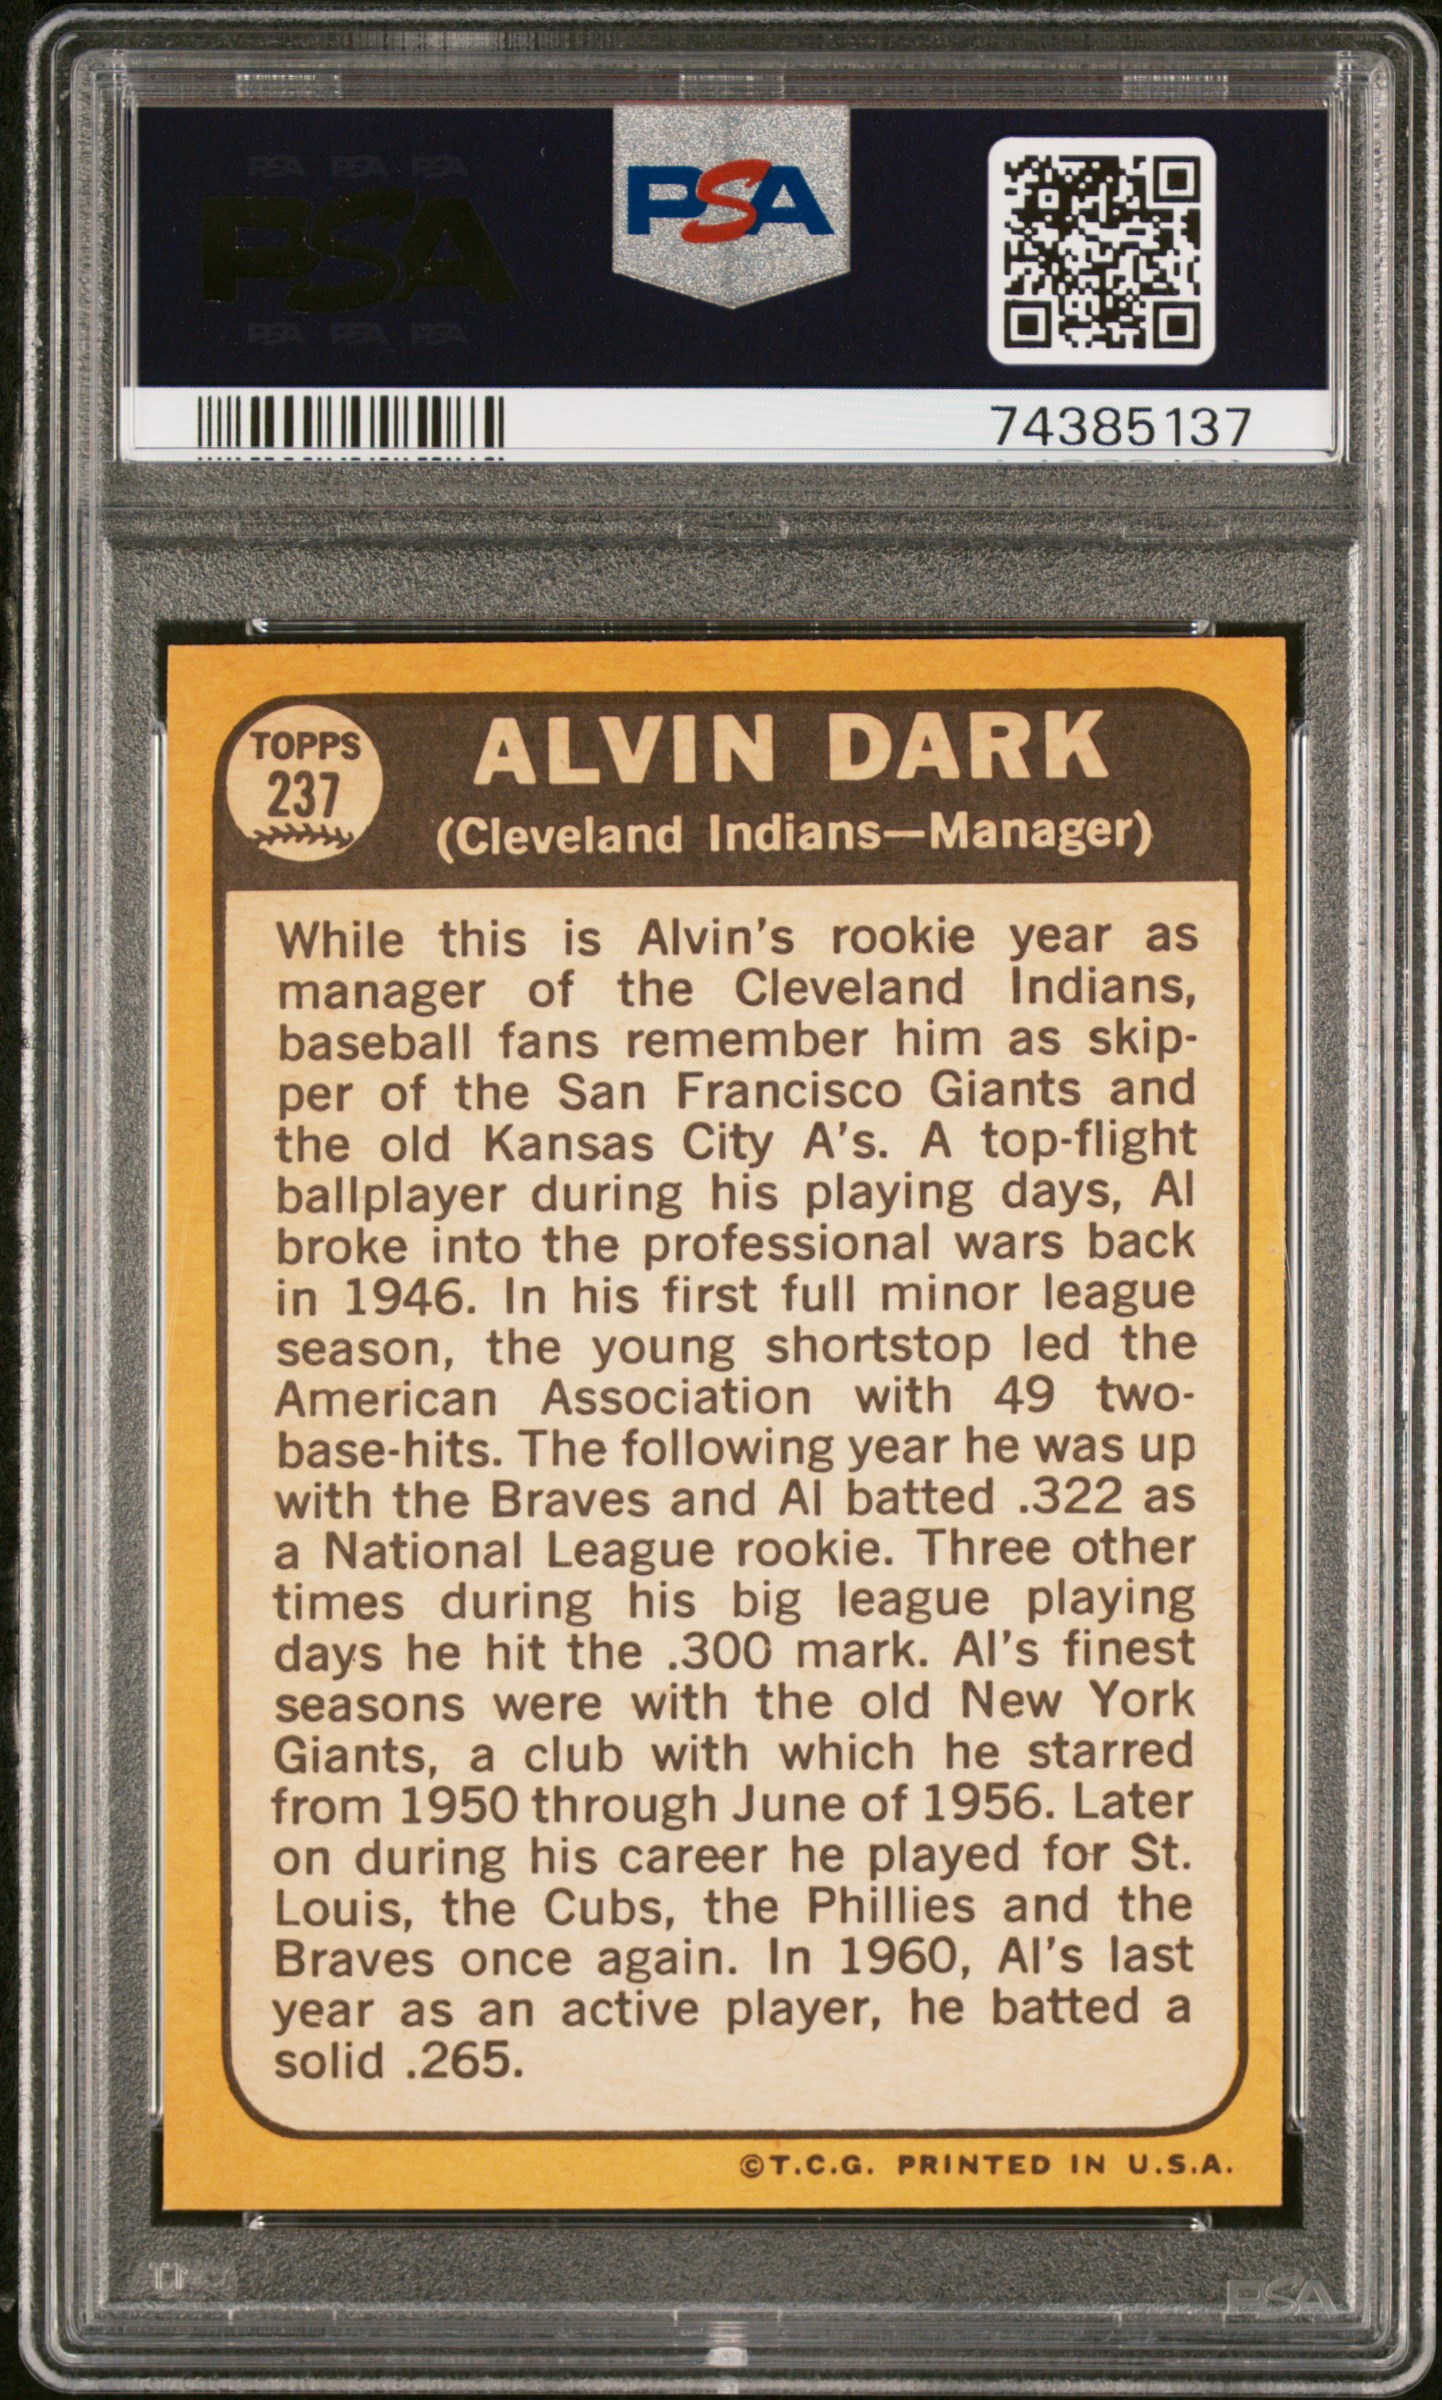 PSA PSA PSA
PSA
PSA PSA PSA
PSA
74385137
TOPPS
237
ALVIN DARK
(Cleveland Indians—Manager)
While this is Alvin's rookie year as
manager of the Cleveland Indians,
baseball fans remember him as skip-
per of the San Francisco Giants and
the old Kansas City A's. A top-flight
ballplayer during his playing days, Al
broke into the professional wars back
in 1946. In his first full minor league
season, the young shortstop led the
American Association with 49 two-
base-hits. The following year he was up
with the Braves and Al batted .322 as
a National League rookie. Three other
times during his big league playing
days he hit the .300 mark. Al's finest
seasons were with the old New York
Giants, a club with which he starred
from 1950 through June of 1956. Later
on during his career he played for St.
Louis, the Cubs, the Phillies and the
Braves once again. In 1960, Al's last
year as an active player, he batted a
solid .265.
©T.C.G. PRINTED IN U.S.A.
PSA